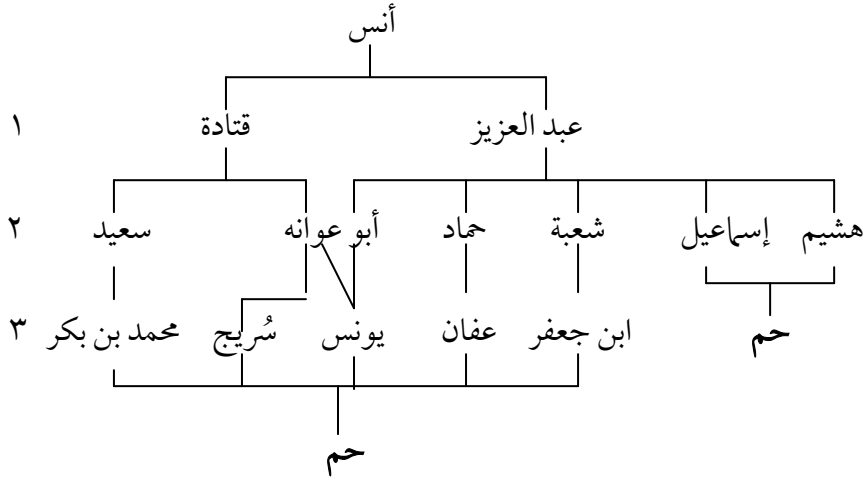 أنس
١ قتادة عبد العزيز
٢ سعيد أبو عوانه حماد شعبة إسماعيل هشيم
٣ محمد بن بكر سُريج يونس عفان ابن جعفر حم
حم